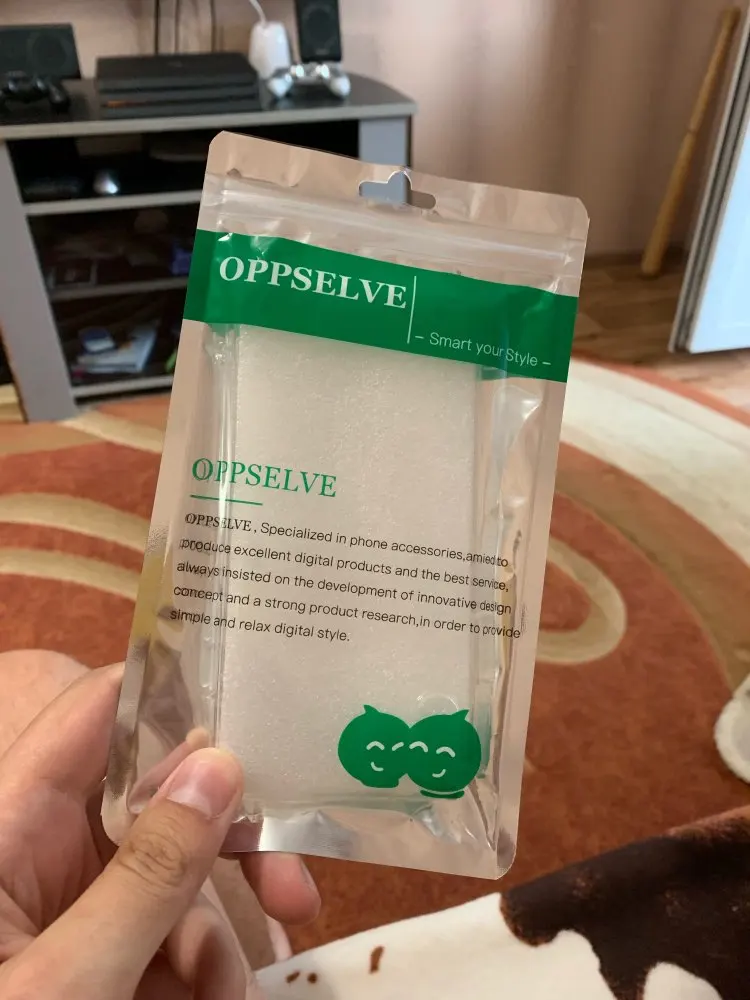 OPPSELVE
– Smart your Style –
OPPSELVE
OPPSELVE, Specialized in phone accessories,amied to
produce excellent digital products and the best service,
always insisted on the development of innovative design
concept and a strong product research,in order to provide
simple and relax digital style.